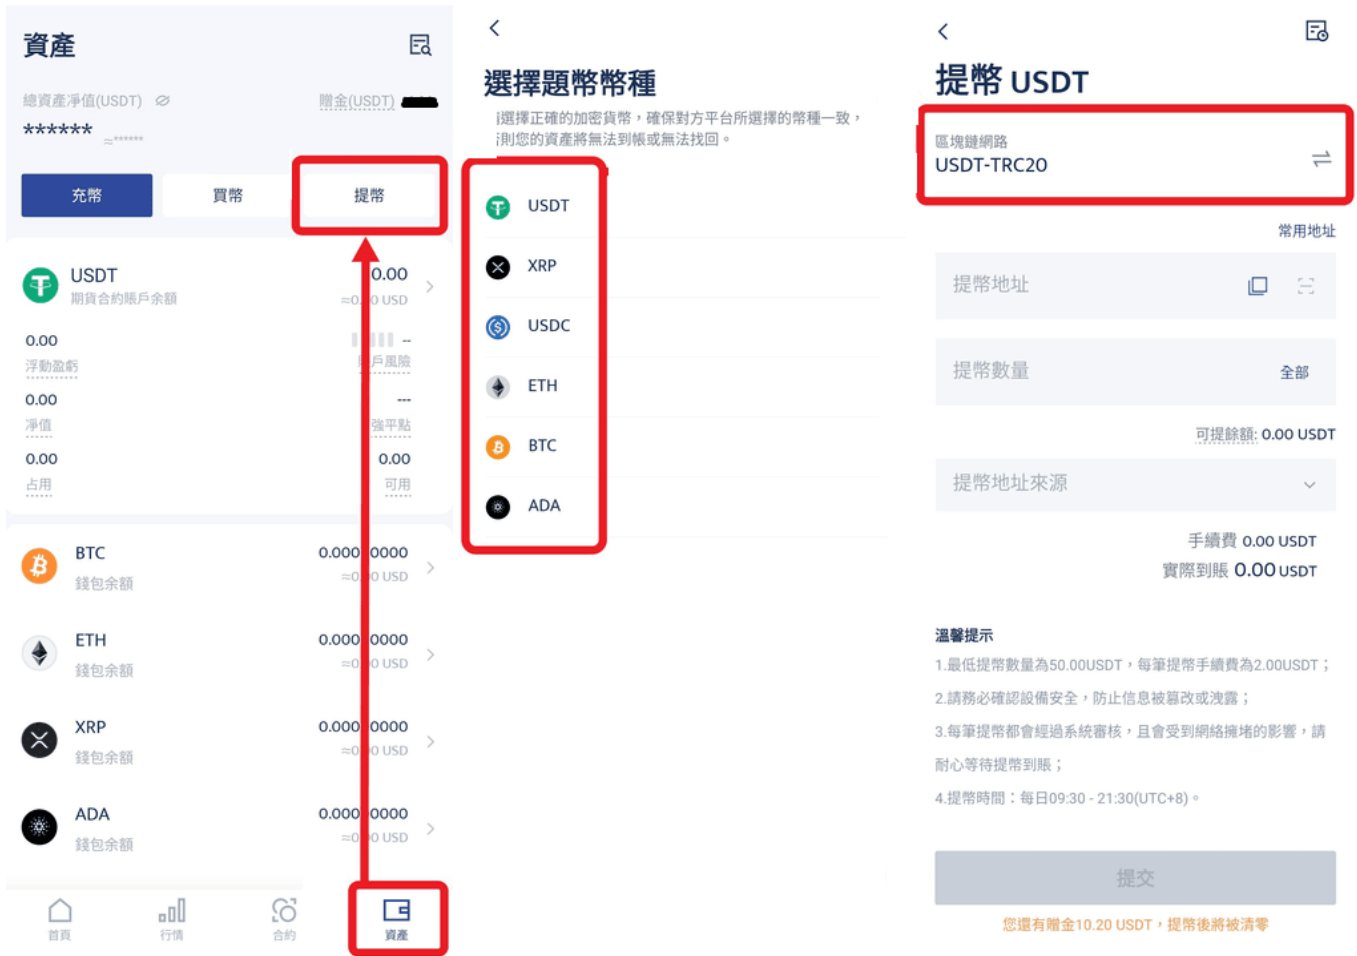 資產
總資產凈值(USDT)
贈金(USDT)
******
≈******
充幣
買幣
提幣
USDT
0.00
期貨合約賬戶余額
USD
0.00
--
浮動盈虧
戶風險
0.00
---
凈值
強平點
0.00
0.00
占用
可用
BTC
錢包余額
USD
ETH
錢包余額
USD
XRP
錢包余額
USD
ADA
錢包余額
USD
首頁
行情
合約
資產
選擇題幣幣種
選擇正確的加密貨幣，確保對方平台所選擇的幣種一致，
則您的資產將無法到帳或無法找回。
USDT
XRP
USDC
ETH
BTC
ADA
提幣 USDT
區塊鏈網路
USDT-TRC20
常用地址
提幣地址
提幣數量
全部
可提餘額: 0.00 USDT
提幣地址來源
手續費 0.00 USDT
實際到賬 0.00 USDT
溫馨提示
1.最低提幣數量為50.00USDT，每筆提幣手續費為2.00USDT；
2.請務必確認設備安全，防止信息被篡改或洩露；
3.每筆提幣都會經過系統審核，且會受到網絡擁堵的影響，請
耐心等待提幣到賬；
4.提幣時間：每日09:30 - 21:30(UTC+8)。
提交
您還有贈金10.20 USDT，提幣後將被清零